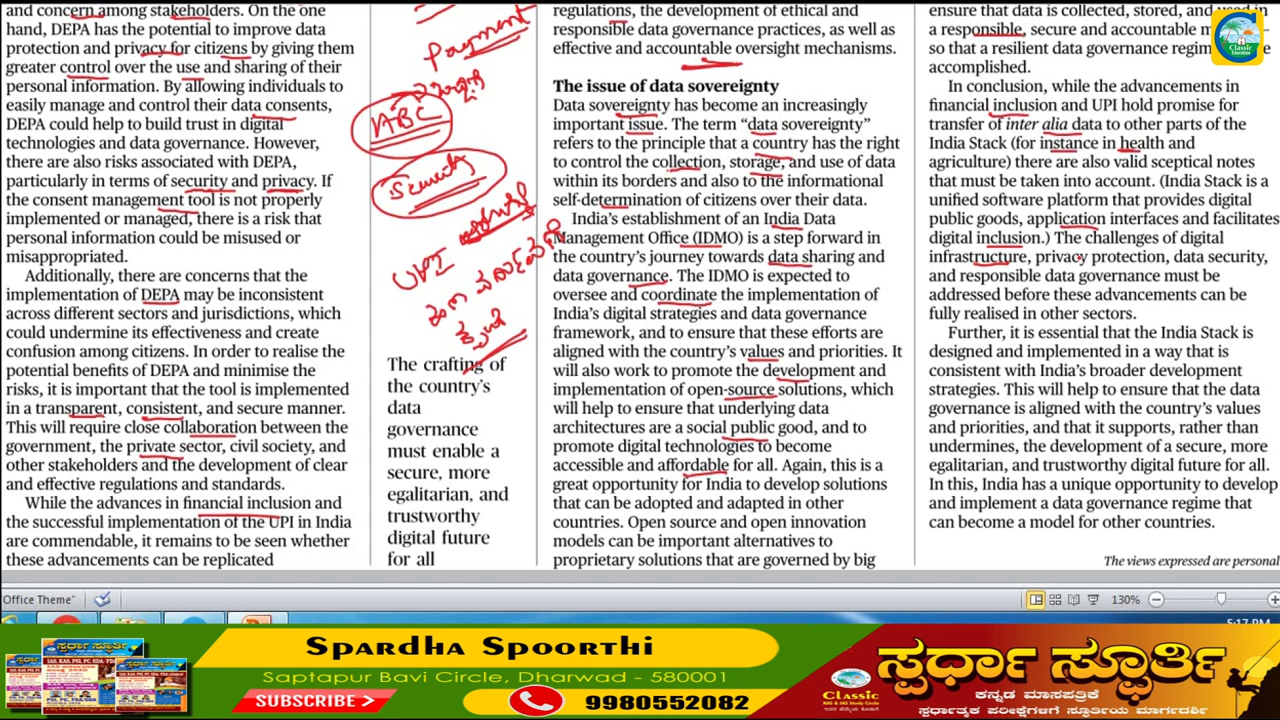 and concern among stakeholders. On the one
hand, DEPA has the potential to improve data
protection and privacy for citizens by giving them
greater control over the use and sharing of their
personal information. By allowing individuals to
easily manage and control their data consents,
DEPA could help to build trust in digital
technologies and data governance. However,
there are also risks associated with DEPA,
particularly in terms of security and privacy. If
the consent management tool is not properly
implemented or managed, there is a risk that
personal information could be misused or
misappropriated.
Additionally, there are concerns that the
implementation of DEPA may be inconsistent
across different sectors and jurisdictions, which
could undermine its effectiveness and create
confusion among citizens. In order to realise the
potential benefits of DEPA and minimise the
risks, it is important that the tool is implemented
in a transparent, consistent, and secure manner.
This will require close collaboration between the
government, the private sector, civil society, and
other stakeholders and the development of clear
and effective regulations and standards.
While the advances in financial inclusion and
the successful implementation of the UPI in India
are commendable, it remains to be seen whether
these advancements can be replicated
Payment
ABC
Security
UPI
The crafting of
the country's
data
governance
must enable a
secure, more
egalitarian, and
trustworthy
digital future
for all
regulations, the development of ethical and
responsible data governance practices, as well as
effective and accountable oversight mechanisms.
The issue of data sovereignty
Data sovereignty has become an increasingly
important issue. The term “data sovereignty”
refers to the principle that a country has the right
to control the collection, storage, and use of data
within its borders and also to the informational
self-determination of citizens over their data.
India's establishment of an India Data
Management Office (IDMO) is a step forward in
the country's journey towards data sharing and
data governance. The IDMO is expected to
oversee and coordinate the implementation of
India's digital strategies and data governance
framework, and to ensure that these efforts are
aligned with the country's values and priorities. It
will also work to promote the development and
implementation of open-source solutions, which
will help to ensure that underlying data
architectures are a social public good, and to
promote digital technologies to become
accessible and affordable for all. Again, this is a
great opportunity for India to develop solutions
that can be adopted and adapted in other
countries. Open source and open innovation
models can be important alternatives to
proprietary solutions that are governed by big
ensure that data is collected, stored, and used in
a responsible, secure and accountable
so that a resilient data governance
accomplished.
In conclusion, while the advancements in
financial inclusion and UPI hold promise for
transfer of inter alia data to other parts of the
India Stack (for instance in health and
agriculture) there are also valid sceptical notes
that must be taken into account. (India Stack is a
unified software platform that provides digital
public goods, application interfaces and facilitates
digital inclusion.) The challenges of digital
infrastructure, privacy protection, data security,
and responsible data governance must be
addressed before these advancements can be
fully realised in other sectors.
Further, it is essential that the India Stack is
designed and implemented in a way that is
consistent with India's broader development
strategies. This will help to ensure that the data
governance is aligned with the country's values
and priorities, and that it supports, rather than
undermines, the development of a secure, more
egalitarian, and trustworthy digital future for all.
In this, India has a unique opportunity to develop
and implement a data governance regime that
can become a model for other countries.
The views expressed are personal
Classic
Education
"Office Theme"
130%
5:17 PM
Spardha Spoorthi
Saptapur Bavi Circle, Dharwad - 580001
SUBSCRIBE
9980552082
Classic
KAS & IAS Study Circle
ಸ್ಪರ್ಧಾ ಸ್ಫೂರ್ತಿ
ಕನ್ನಡ ಮಾಸಪತ್ರಿಕೆ
ಸ್ಪರ್ಧಾತ್ಮಕ ಪರೀಕ್ಷೆಗಳಿಗೆ ಸ್ಫೂರ್ತಿಯ ಮಾರ್ಗದರ್ಶಿ